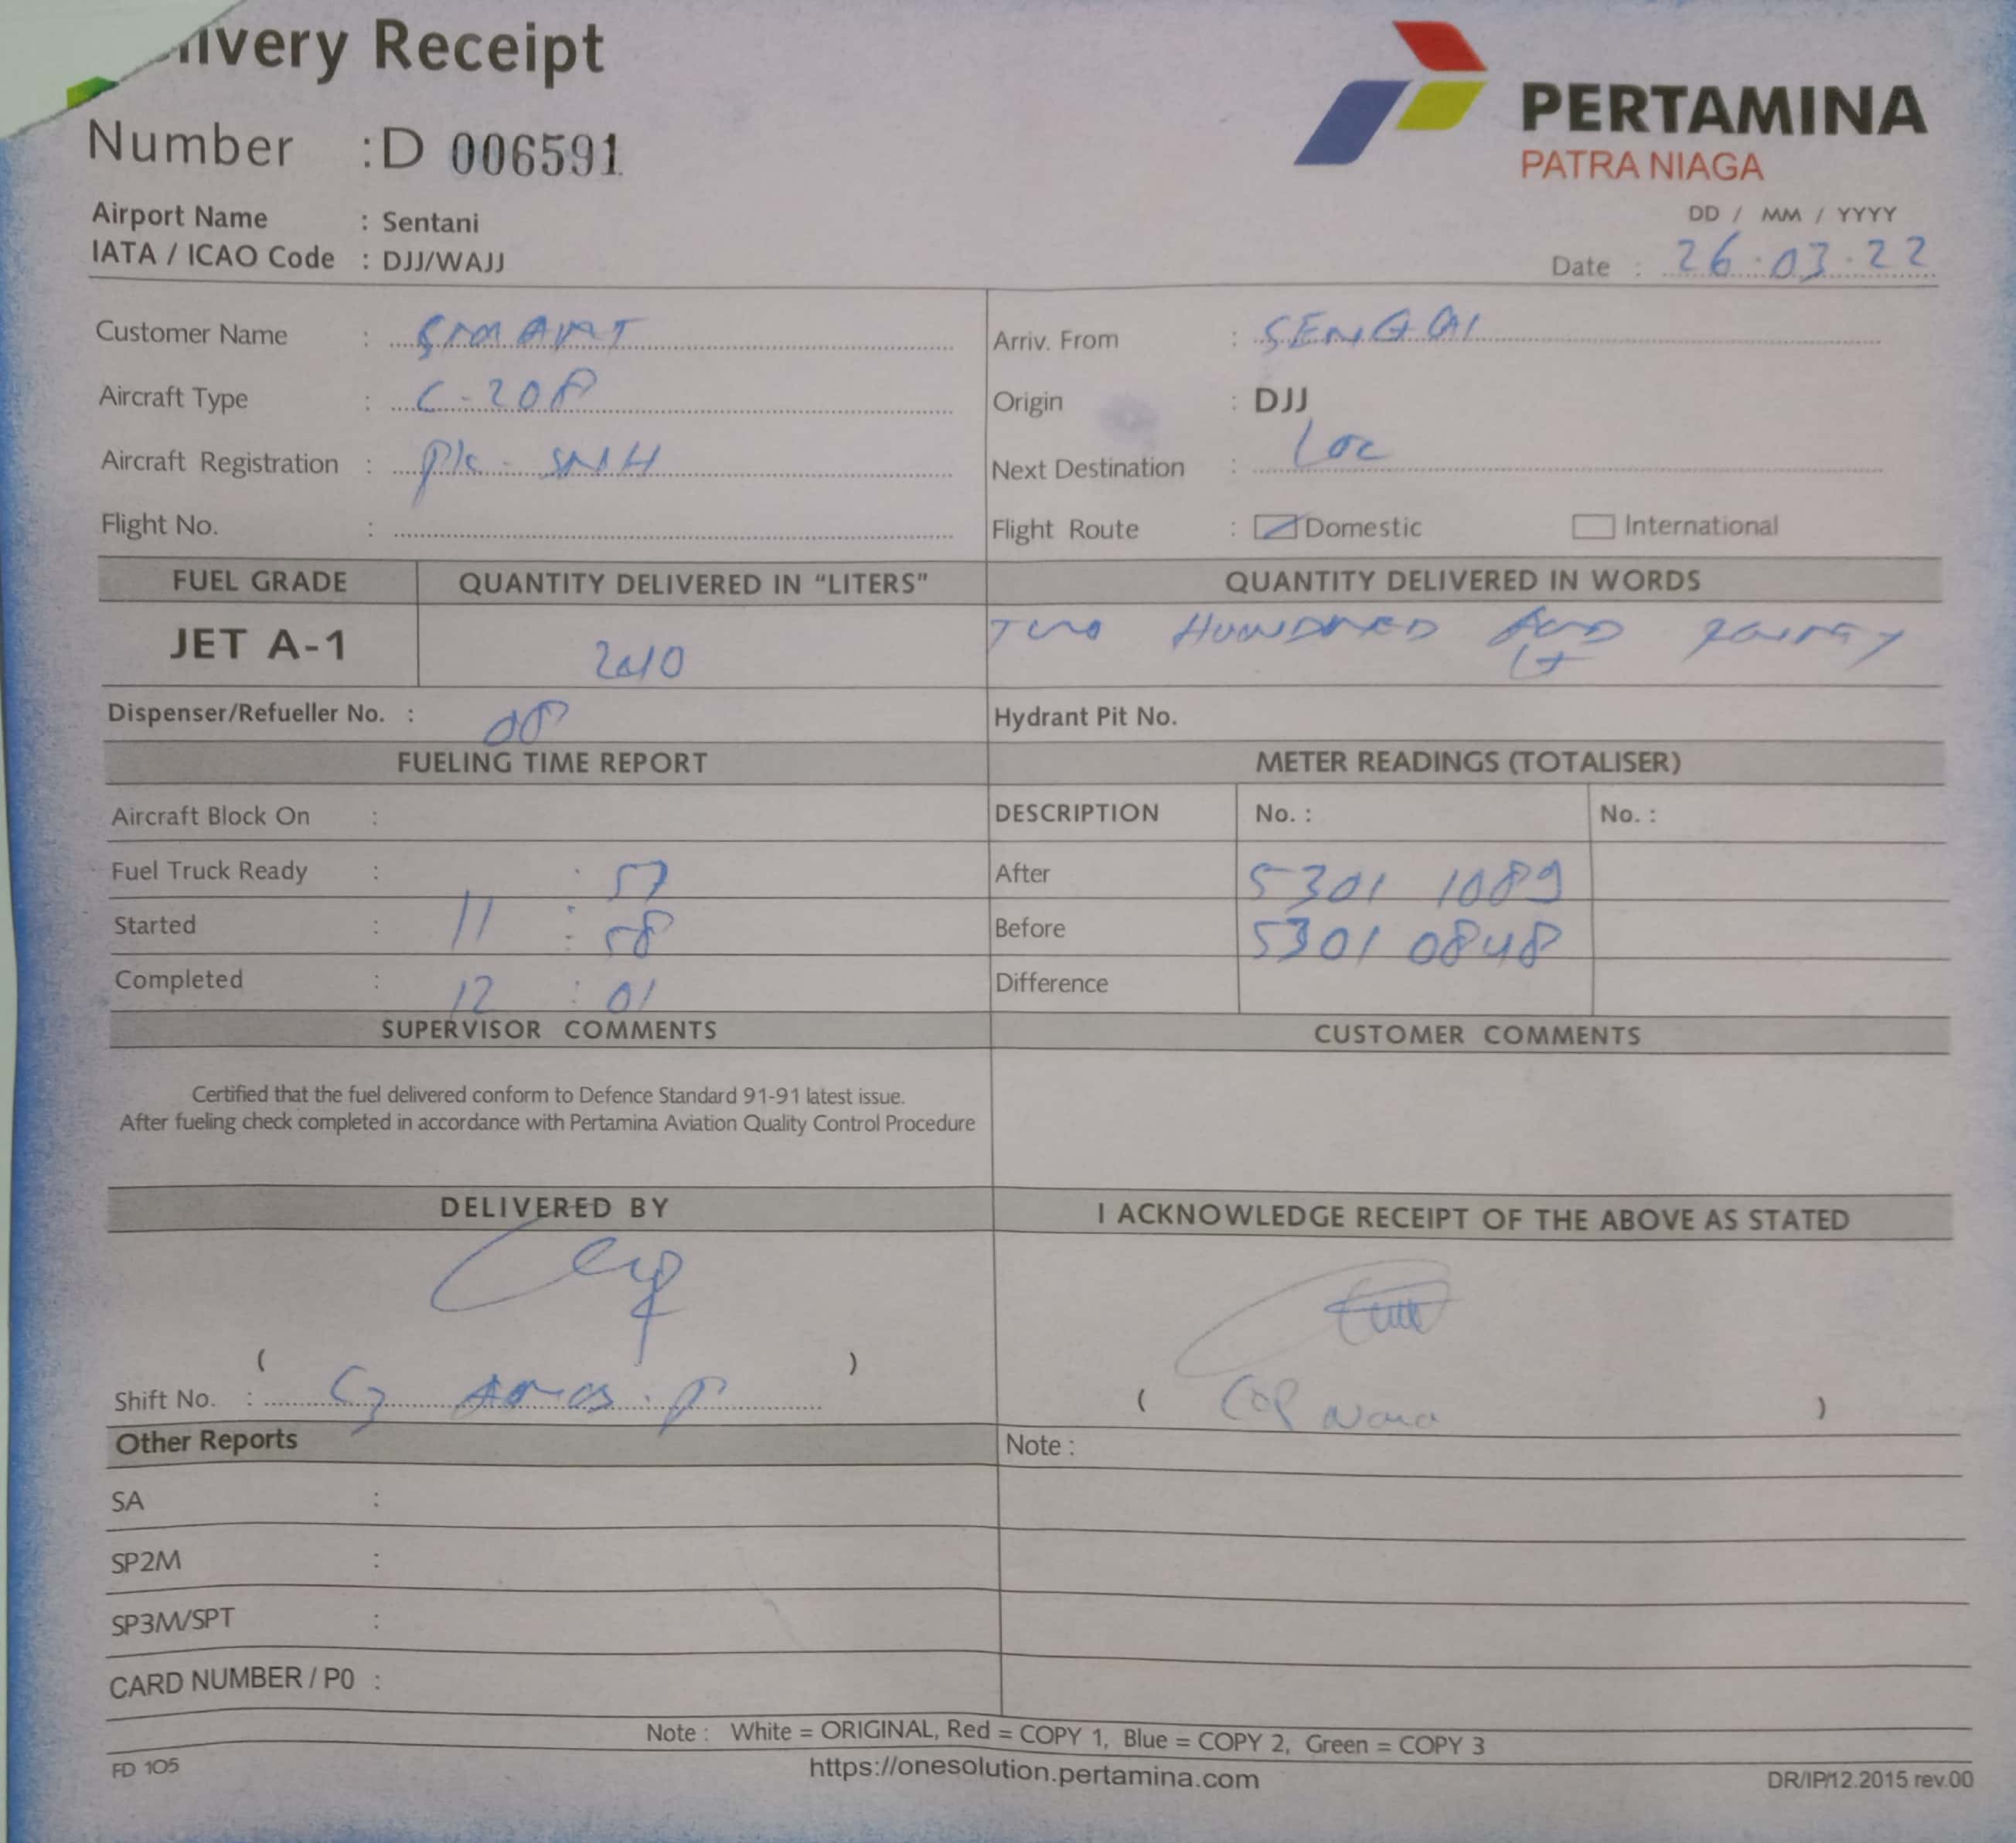 ivery Receipt
PERTAMINA
PATRA NIAGA
Number : D 006591
Airport Name : Sentani
IATA / ICAO Code : DJJ/WAJJ
DD / MM / YYYY
Date : 26.03.22
Customer Name : SMART
Arriv. From : SENGGI
Aircraft Type : C-208
Origin : DJJ
Aircraft Registration : PK-SNH
Next Destination : LOC
Flight No. :
Flight Route : Domestic International
FUEL GRADE QUANTITY DELIVERED IN "LITERS" QUANTITY DELIVERED IN WORDS
JET A-1 240 TWO HUNDRED AND FOURTY
Dispenser/Refueller No. : 08
Hydrant Pit No.
FUELING TIME REPORT METER READINGS (TOTALISER)
Aircraft Block On :
DESCRIPTION No. : No. :
Fuel Truck Ready : : 57
After 5301 1089
Started : 11 : 58
Before 5301 0848
Completed : 12 : 01
Difference
SUPERVISOR COMMENTS CUSTOMER COMMENTS
Certified that the fuel delivered conform to Defence Standard 91-91 latest issue.
After fueling check completed in accordance with Pertamina Aviation Quality Control Procedure
DELIVERED BY I ACKNOWLEDGE RECEIPT OF THE ABOVE AS STATED
( )
Shift No. :
( )
Other Reports Note :
SA :
SP2M :
SP3M/SPT :
CARD NUMBER / P0 :
Note : White = ORIGINAL, Red = COPY 1, Blue = COPY 2, Green = COPY 3
FD 105 https://onesolution.pertamina.com DR/IP/12.2015 rev.00